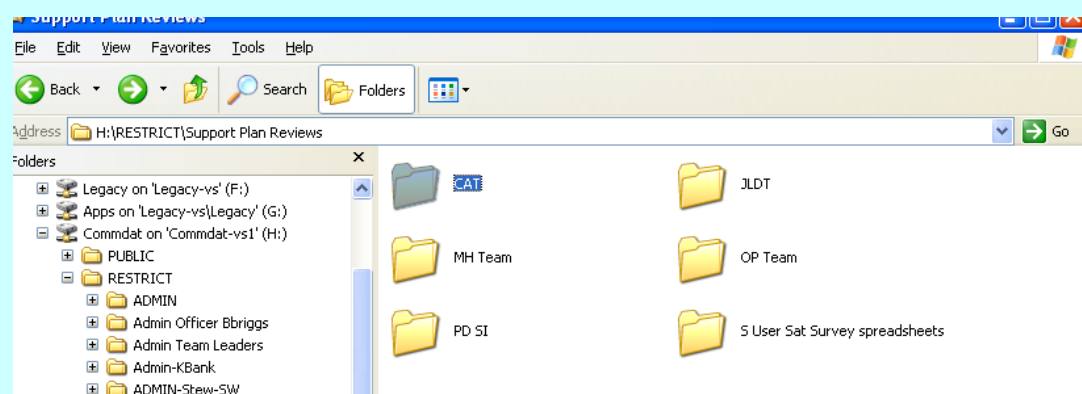 Support Plan Reviews
File Edit View Favorites Tools Help
Back Search Folders
Address H:\RESTRICT\Support Plan Reviews Go
Folders
Legacy on 'Legacy-vs' (F:)
Apps on 'Legacy-vs\Legacy' (G:)
Commdat on 'Commdat-vs1' (H:)
PUBLIC
RESTRICT
ADMIN
Admin Officer Bbriggs
Admin Team Leaders
Admin-KBank
ADMIN-Stew-SW
CAT JLDT
MH Team OP Team
PD SI S User Sat Survey spreadsheets